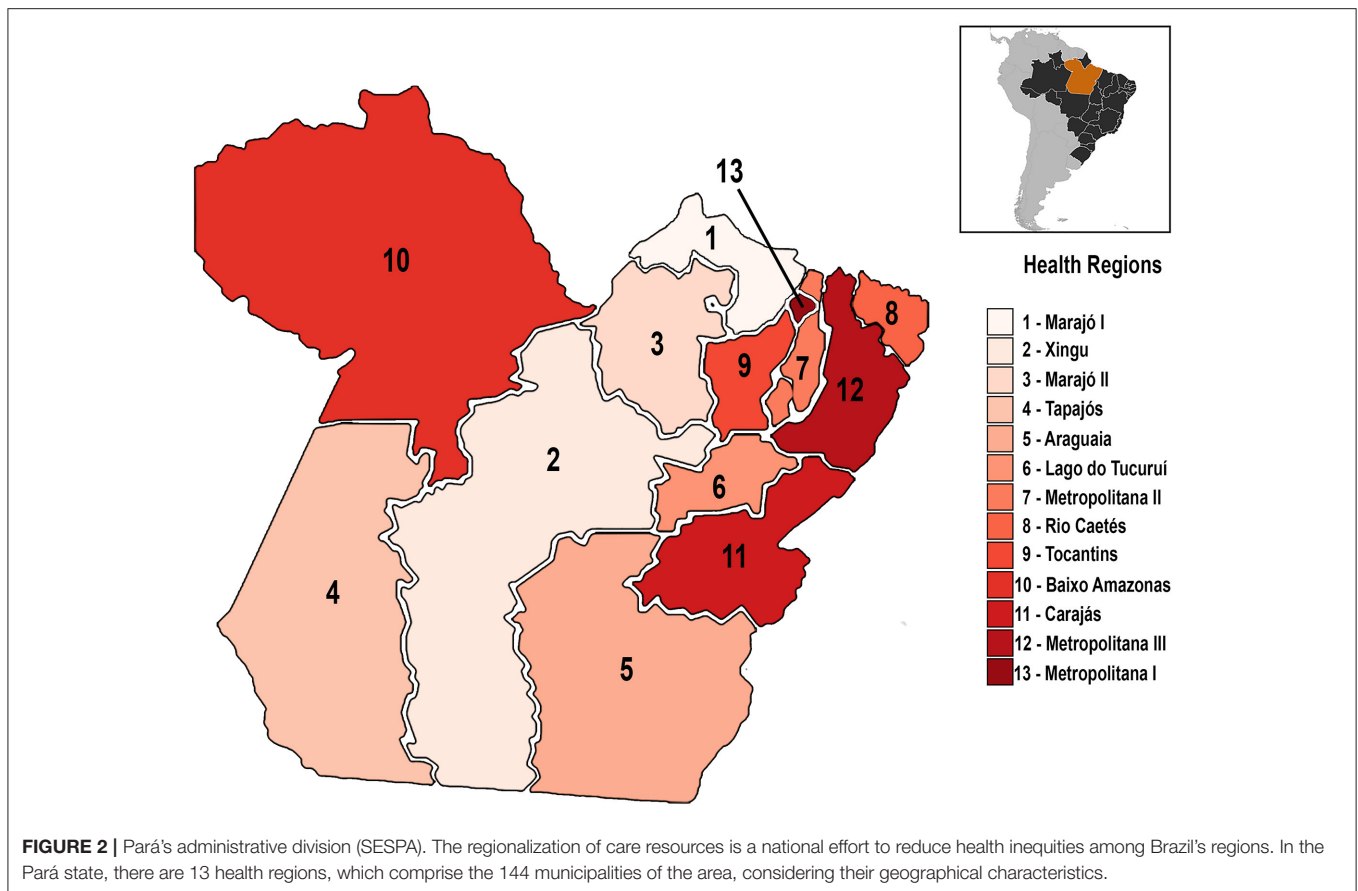 13
1
10
8
3
9
7
12
2
6
11
4
5
Health Regions
1 - Marajó I
2 - Xingu
3 - Marajó II
4 - Tapajós
5 - Araguaia
6 - Lago do Tucuruí
7 - Metropolitana II
8 - Rio Caetés
9 - Tocantins
10 - Baixo Amazonas
11 - Carajás
12 - Metropolitana III
13 - Metropolitana I
FIGURE 2 | Pará’s administrative division (SESPA). The regionalization of care resources is a national effort to reduce health inequities among Brazil’s regions. In the
Pará state, there are 13 health regions, which comprise the 144 municipalities of the area, considering their geographical characteristics.